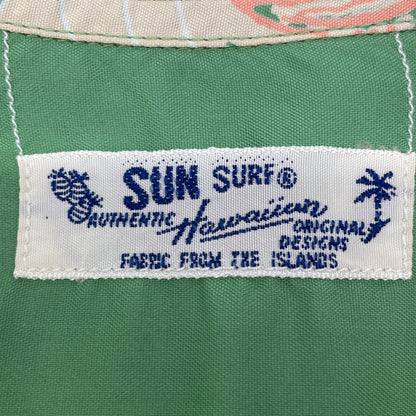 SUN SURF®
AUTHENTIC Hawaiian ORIGINAL DESIGNS
FABRIC FROM THE ISLANDS